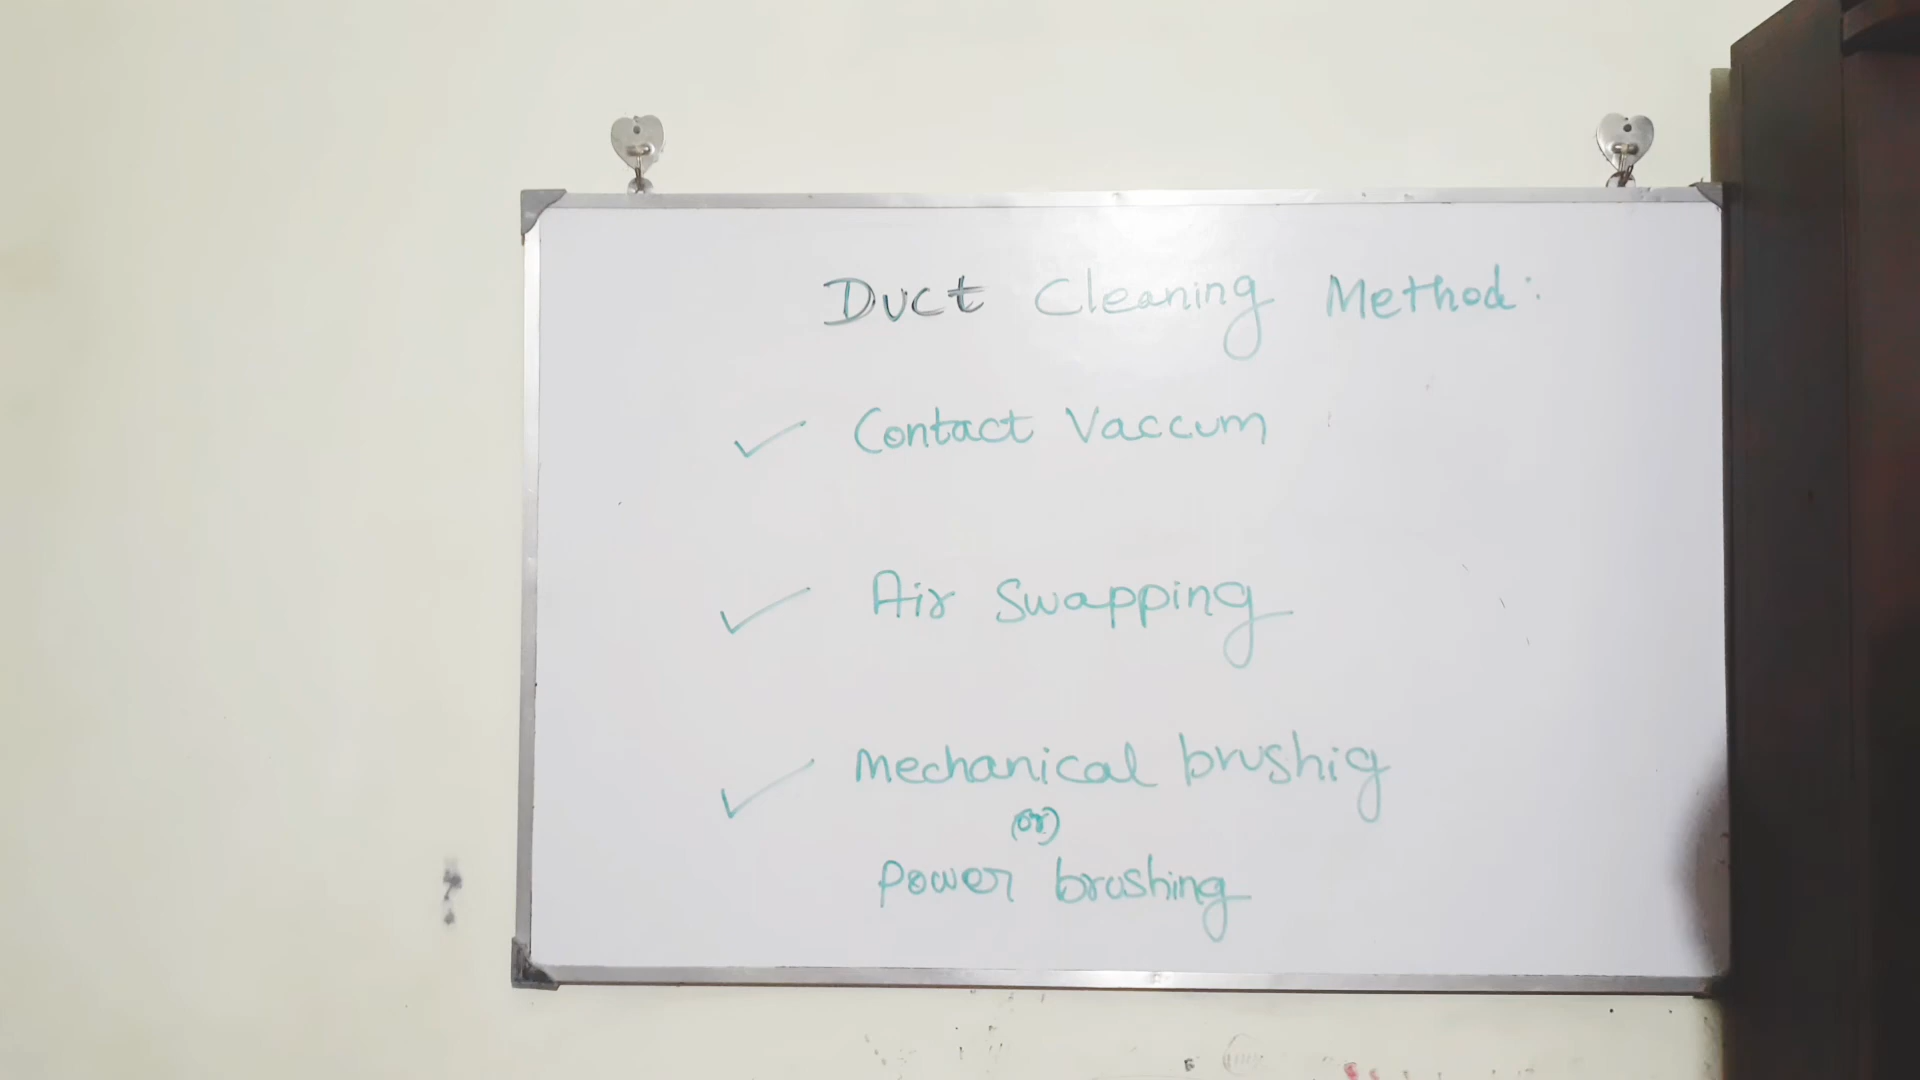 Duct Cleaning Method:
✓ Contact Vaccum
✓ Air Swapping
✓ Mechanical brushig
(or)
Power brushing